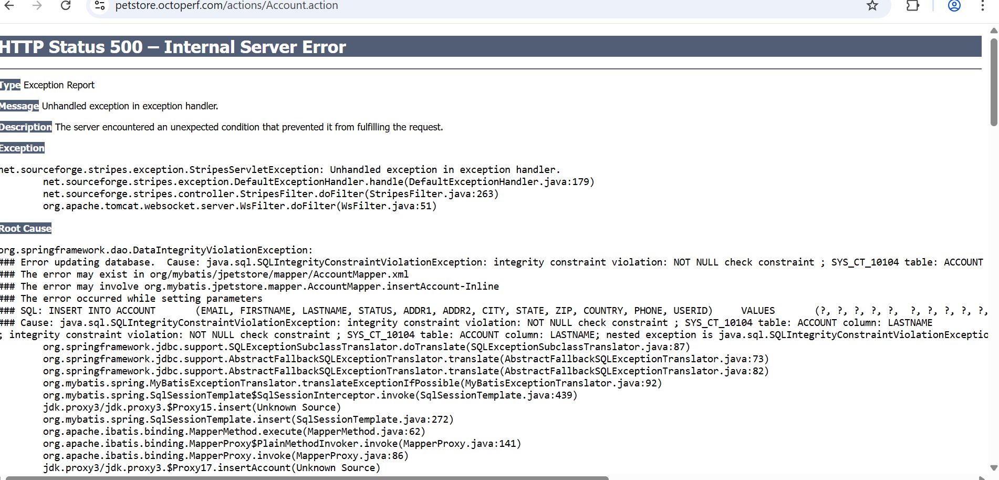 petstore.octoperf.com/actions/Account.action
HTTP Status 500 – Internal Server Error
Type Exception Report
Message Unhandled exception in exception handler.
Description The server encountered an unexpected condition that prevented it from fulfilling the request.
Exception
net.sourceforge.stripes.exception.StripesServletException: Unhandled exception in exception handler.
net.sourceforge.stripes.exception.DefaultExceptionHandler.handle(DefaultExceptionHandler.java:179)
net.sourceforge.stripes.controller.StripesFilter.doFilter(StripesFilter.java:263)
org.apache.tomcat.websocket.server.WsFilter.doFilter(WsFilter.java:51)
Root Cause
org.springframework.dao.DataIntegrityViolationException:
### Error updating database.  Cause: java.sql.SQLIntegrityConstraintViolationException: integrity constraint violation: NOT NULL check constraint ; SYS_CT_10104 table: ACCOUNT
### The error may exist in org/mybatis/jpetstore/mapper/AccountMapper.xml
### The error may involve org.mybatis.jpetstore.mapper.AccountMapper.insertAccount-Inline
### The error occurred while setting parameters
### SQL: INSERT INTO ACCOUNT       (EMAIL, FIRSTNAME, LASTNAME, STATUS, ADDR1, ADDR2, CITY, STATE, ZIP, COUNTRY, PHONE, USERID)     VALUES       (?, ?, ?, ?, ?,  ?, ?, ?, ?, ?,
### Cause: java.sql.SQLIntegrityConstraintViolationException: integrity constraint violation: NOT NULL check constraint ; SYS_CT_10104 table: ACCOUNT column: LASTNAME
; integrity constraint violation: NOT NULL check constraint ; SYS_CT_10104 table: ACCOUNT column: LASTNAME; nested exception is java.sql.SQLIntegrityConstraintViolationExceptio
org.springframework.jdbc.support.SQLExceptionSubclassTranslator.doTranslate(SQLExceptionSubclassTranslator.java:87)
org.springframework.jdbc.support.AbstractFallbackSQLExceptionTranslator.translate(AbstractFallbackSQLExceptionTranslator.java:73)
org.springframework.jdbc.support.AbstractFallbackSQLExceptionTranslator.translate(AbstractFallbackSQLExceptionTranslator.java:82)
org.mybatis.spring.MyBatisExceptionTranslator.translateExceptionIfPossible(MyBatisExceptionTranslator.java:92)
org.mybatis.spring.SqlSessionTemplate$SqlSessionInterceptor.invoke(SqlSessionTemplate.java:439)
jdk.proxy3/jdk.proxy3.$Proxy15.insert(Unknown Source)
org.mybatis.spring.SqlSessionTemplate.insert(SqlSessionTemplate.java:272)
org.apache.ibatis.binding.MapperMethod.execute(MapperMethod.java:62)
org.apache.ibatis.binding.MapperProxy$PlainMethodInvoker.invoke(MapperProxy.java:141)
org.apache.ibatis.binding.MapperProxy.invoke(MapperProxy.java:86)
jdk.proxy3/jdk.proxy3.$Proxy17.insertAccount(Unknown Source)